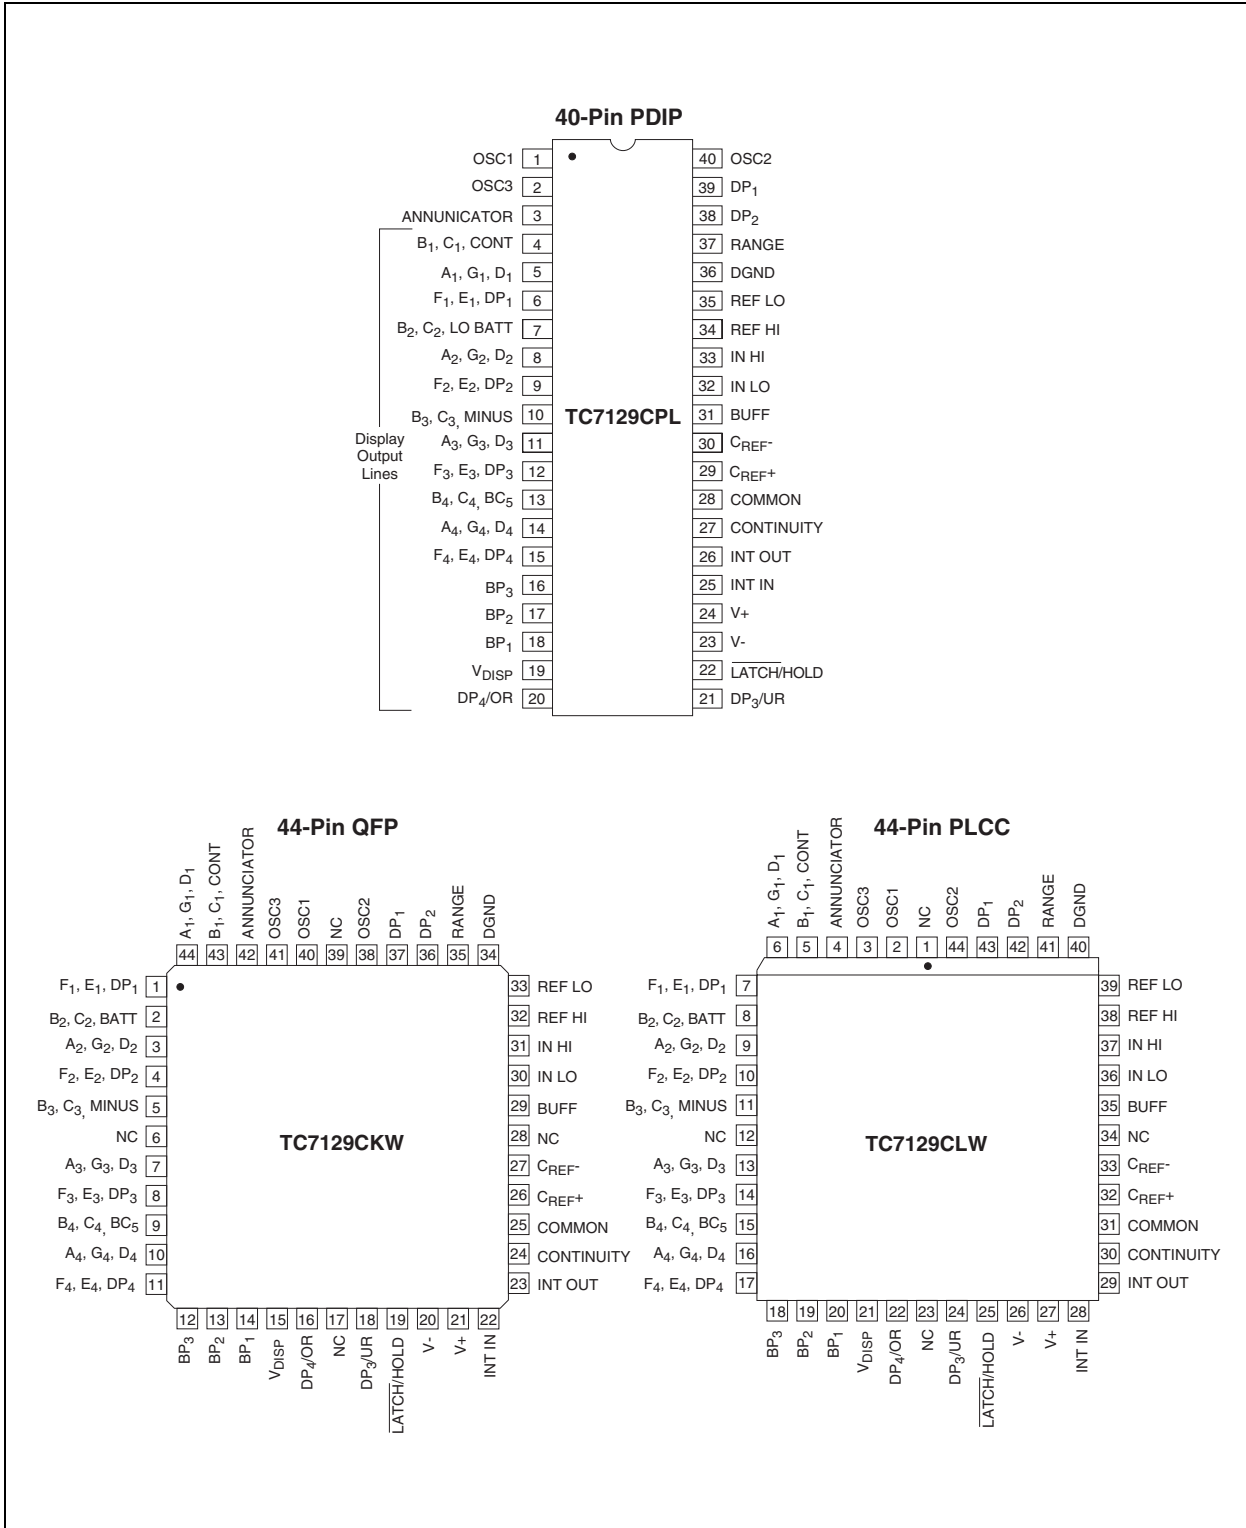 40-Pin PDIP
OSC1 1
OSC3 2
ANNUNICATOR 3
B1, C1, CONT 4
A1, G1, D1 5
F1, E1, DP1 6
B2, C2, LO BATT 7
A2, G2, D2 8
F2, E2, DP2 9
B3, C3, MINUS 10
A3, G3, D3 11
F3, E3, DP3 12
B4, C4, BC5 13
A4, G4, D4 14
F4, E4, DP4 15
BP3 16
BP2 17
BP1 18
VDISP 19
DP4/OR 20
Display
Output
Lines
TC7129CPL
40 OSC2
39 DP1
38 DP2
37 RANGE
36 DGND
35 REF LO
34 REF HI
33 IN HI
32 IN LO
31 BUFF
30 CREF-
29 CREF+
28 COMMON
27 CONTINUITY
26 INT OUT
25 INT IN
24 V+
23 V-
22 LATCH/HOLD
21 DP3/UR
44-Pin QFP
A1, G1, D1 44
B1, C1, CONT 43
ANNUNCIATOR 42
OSC3 41
OSC1 40
NC 39
OSC2 38
DP1 37
DP2 36
RANGE 35
DGND 34
F1, E1, DP1 1
B2, C2, BATT 2
A2, G2, D2 3
F2, E2, DP2 4
B3, C3, MINUS 5
NC 6
A3, G3, D3 7
F3, E3, DP3 8
B4, C4, BC5 9
A4, G4, D4 10
F4, E4, DP4 11
TC7129CKW
33 REF LO
32 REF HI
31 IN HI
30 IN LO
29 BUFF
28 NC
27 CREF-
26 CREF+
25 COMMON
24 CONTINUITY
23 INT OUT
12 BP3
13 BP2
14 BP1
15 VDISP
16 DP4/OR
17 NC
18 DP3/UR
19 LATCH/HOLD
20 V-
21 V+
22 INT IN
44-Pin PLCC
A1, G1, D1 6
B1, C1, CONT 5
ANNUNCIATOR 4
OSC3 3
OSC1 2
NC 1
OSC2 44
DP1 43
DP2 42
RANGE 41
DGND 40
F1, E1, DP1 7
B2, C2, BATT 8
A2, G2, D2 9
F2, E2, DP2 10
B3, C3, MINUS 11
NC 12
A3, G3, D3 13
F3, E3, DP3 14
B4, C4, BC5 15
A4, G4, D4 16
F4, E4, DP4 17
TC7129CLW
39 REF LO
38 REF HI
37 IN HI
36 IN LO
35 BUFF
34 NC
33 CREF-
32 CREF+
31 COMMON
30 CONTINUITY
29 INT OUT
18 BP3
19 BP2
20 BP1
21 VDISP
22 DP4/OR
23 NC
24 DP3/UR
25 LATCH/HOLD
26 V-
27 V+
28 INT IN